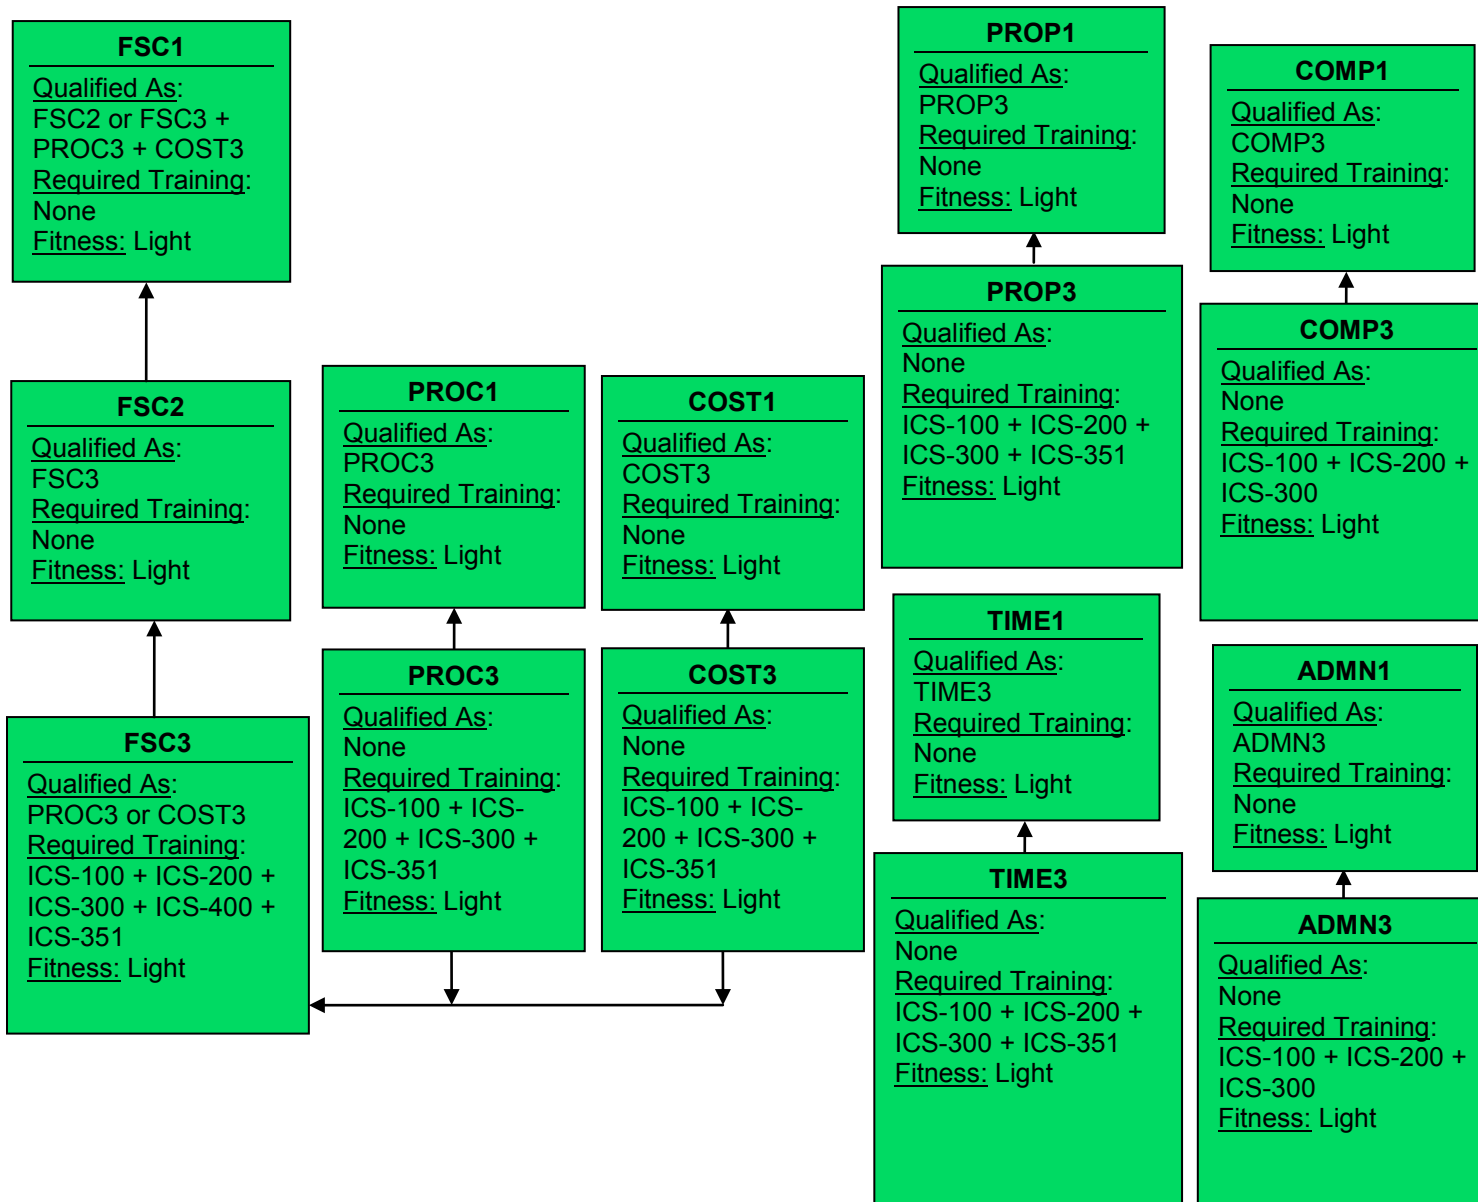 FSC1
Qualified As:
FSC2 or FSC3 +
PROC3 + COST3
Required Training:
None
Fitness: Light
PROP1
Qualified As:
PROP3
Required Training:
None
Fitness: Light
COMP1
Qualified As:
COMP3
Required Training:
None
Fitness: Light
FSC2
Qualified As:
FSC3
Required Training:
None
Fitness: Light
PROC1
Qualified As:
PROC3
Required Training:
None
Fitness: Light
COST1
Qualified As:
COST3
Required Training:
None
Fitness: Light
PROP3
Qualified As:
None
Required Training:
ICS-100 + ICS-200 +
ICS-300 + ICS-351
Fitness: Light
COMP3
Qualified As:
None
Required Training:
ICS-100 + ICS-200 +
ICS-300
Fitness: Light
FSC3
Qualified As:
PROC3 or COST3
Required Training:
ICS-100 + ICS-200 +
ICS-300 + ICS-400 +
ICS-351
Fitness: Light
PROC3
Qualified As:
None
Required Training:
ICS-100 + ICS-
200 + ICS-300 +
ICS-351
Fitness: Light
COST3
Qualified As:
None
Required Training:
ICS-100 + ICS-
200 + ICS-300 +
ICS-351
Fitness: Light
TIME1
Qualified As:
TIME3
Required Training:
None
Fitness: Light
ADMN1
Qualified As:
ADMN3
Required Training:
None
Fitness: Light
TIME3
Qualified As:
None
Required Training:
ICS-100 + ICS-200 +
ICS-300 + ICS-351
Fitness: Light
ADMN3
Qualified As:
None
Required Training:
ICS-100 + ICS-200 +
ICS-300
Fitness: Light